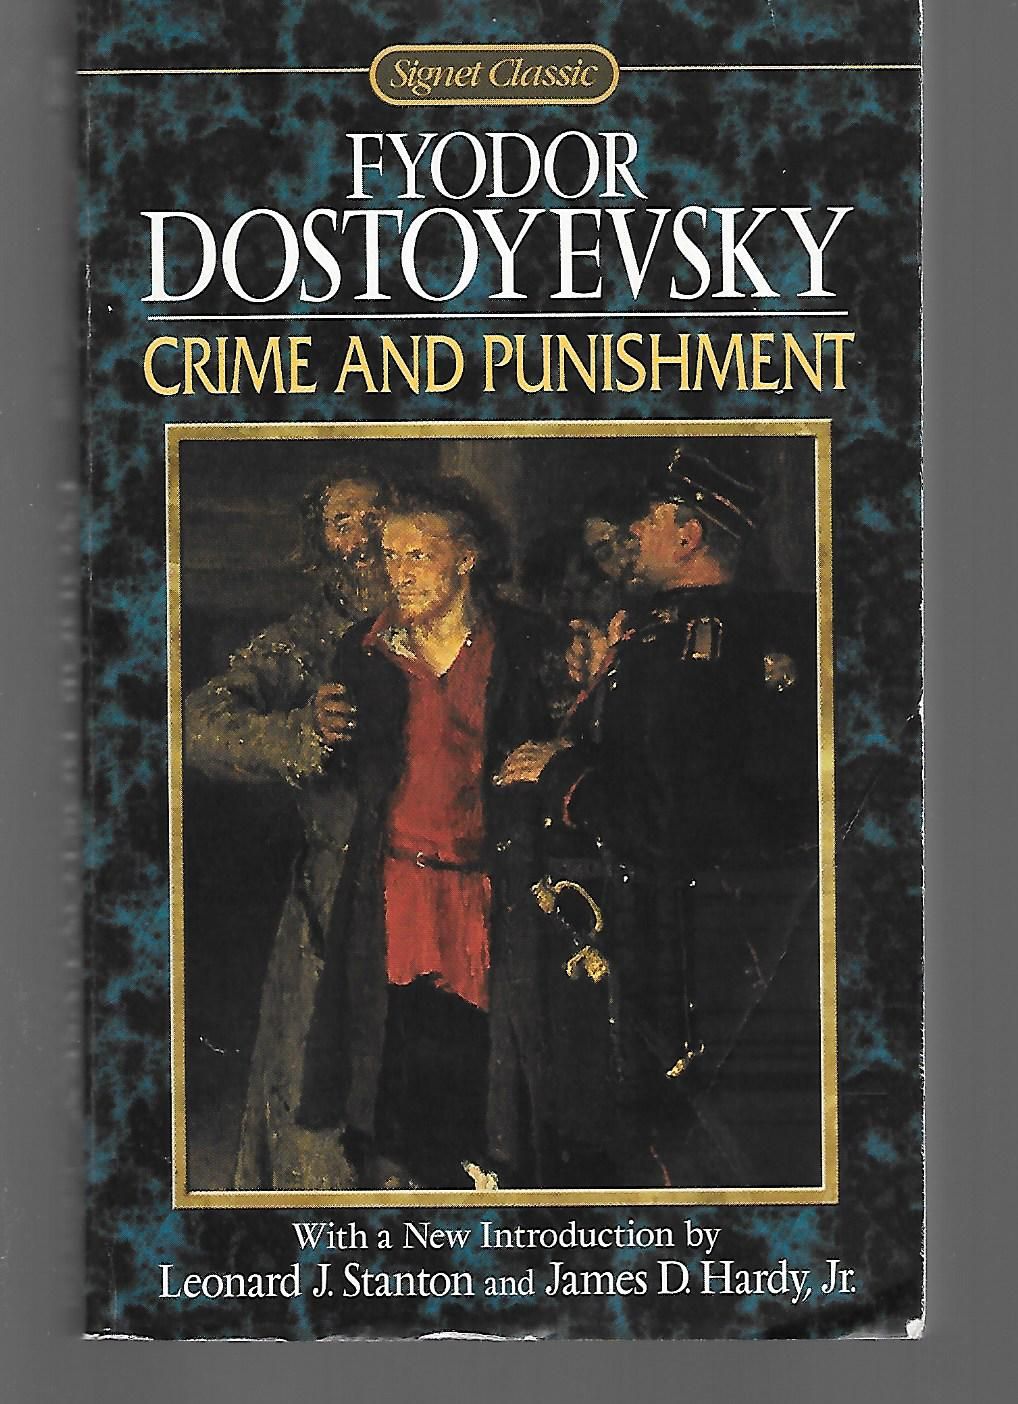 Signet Classic
FYODOR
DOSTOYEVSKY
CRIME AND PUNISHMENT
With a New Introduction by
Leonard J. Stanton and James D. Hardy, Jr.